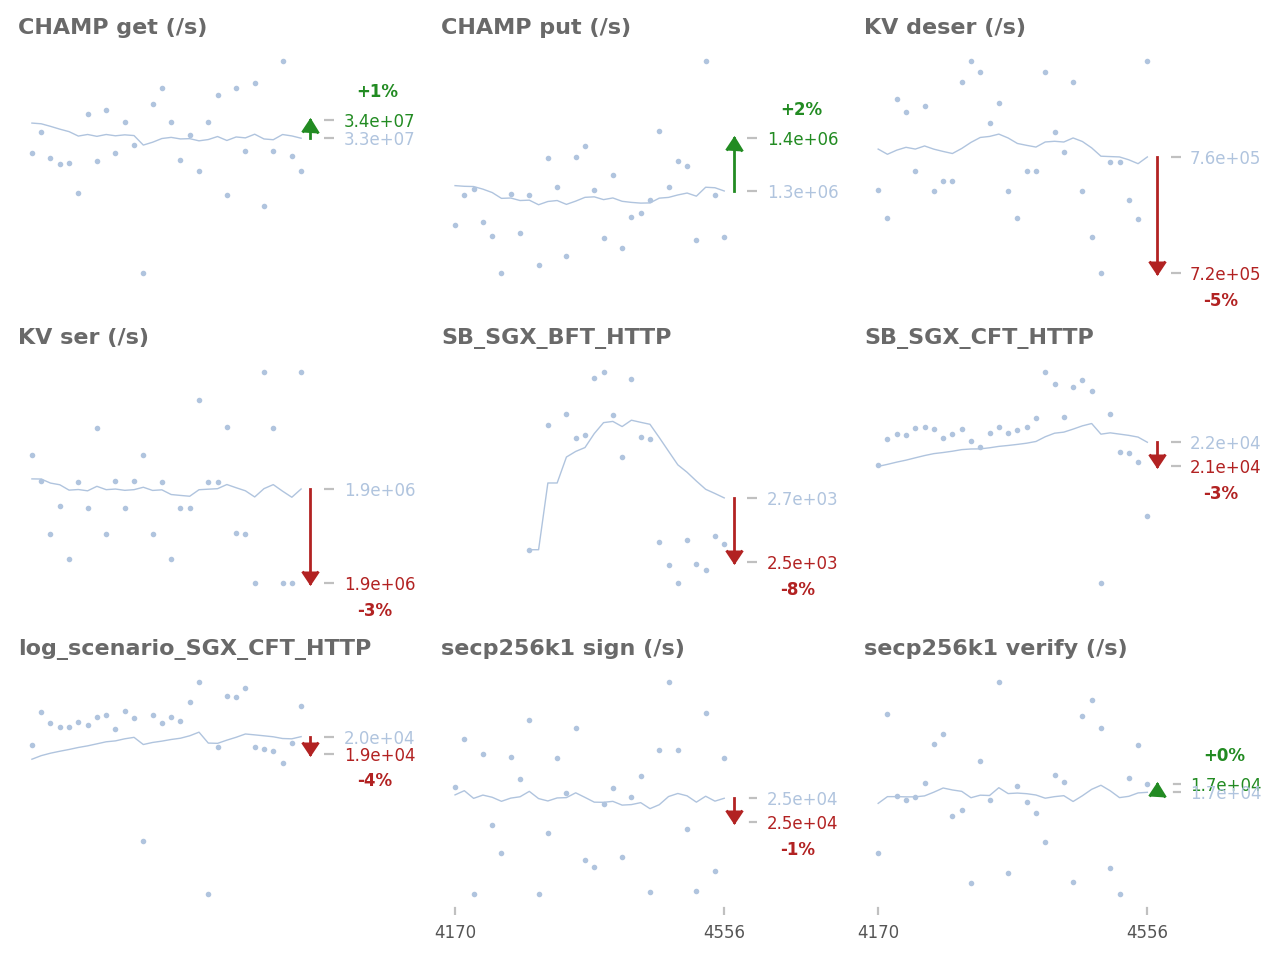 CHAMP get (/s)
+1%
3.4e+07
3.3e+07
CHAMP put (/s)
+2%
1.4e+06
1.3e+06
KV deser (/s)
7.6e+05
7.2e+05
-5%
KV ser (/s)
1.9e+06
1.9e+06
-3%
SB_SGX_BFT_HTTP
2.7e+03
2.5e+03
-8%
SB_SGX_CFT_HTTP
2.2e+04
2.1e+04
-3%
log_scenario_SGX_CFT_HTTP
2.0e+04
1.9e+04
-4%
secp256k1 sign (/s)
2.5e+04
2.5e+04
-1%
4170 4556
secp256k1 verify (/s)
+0%
1.7e+04
1.7e+04
4170 4556